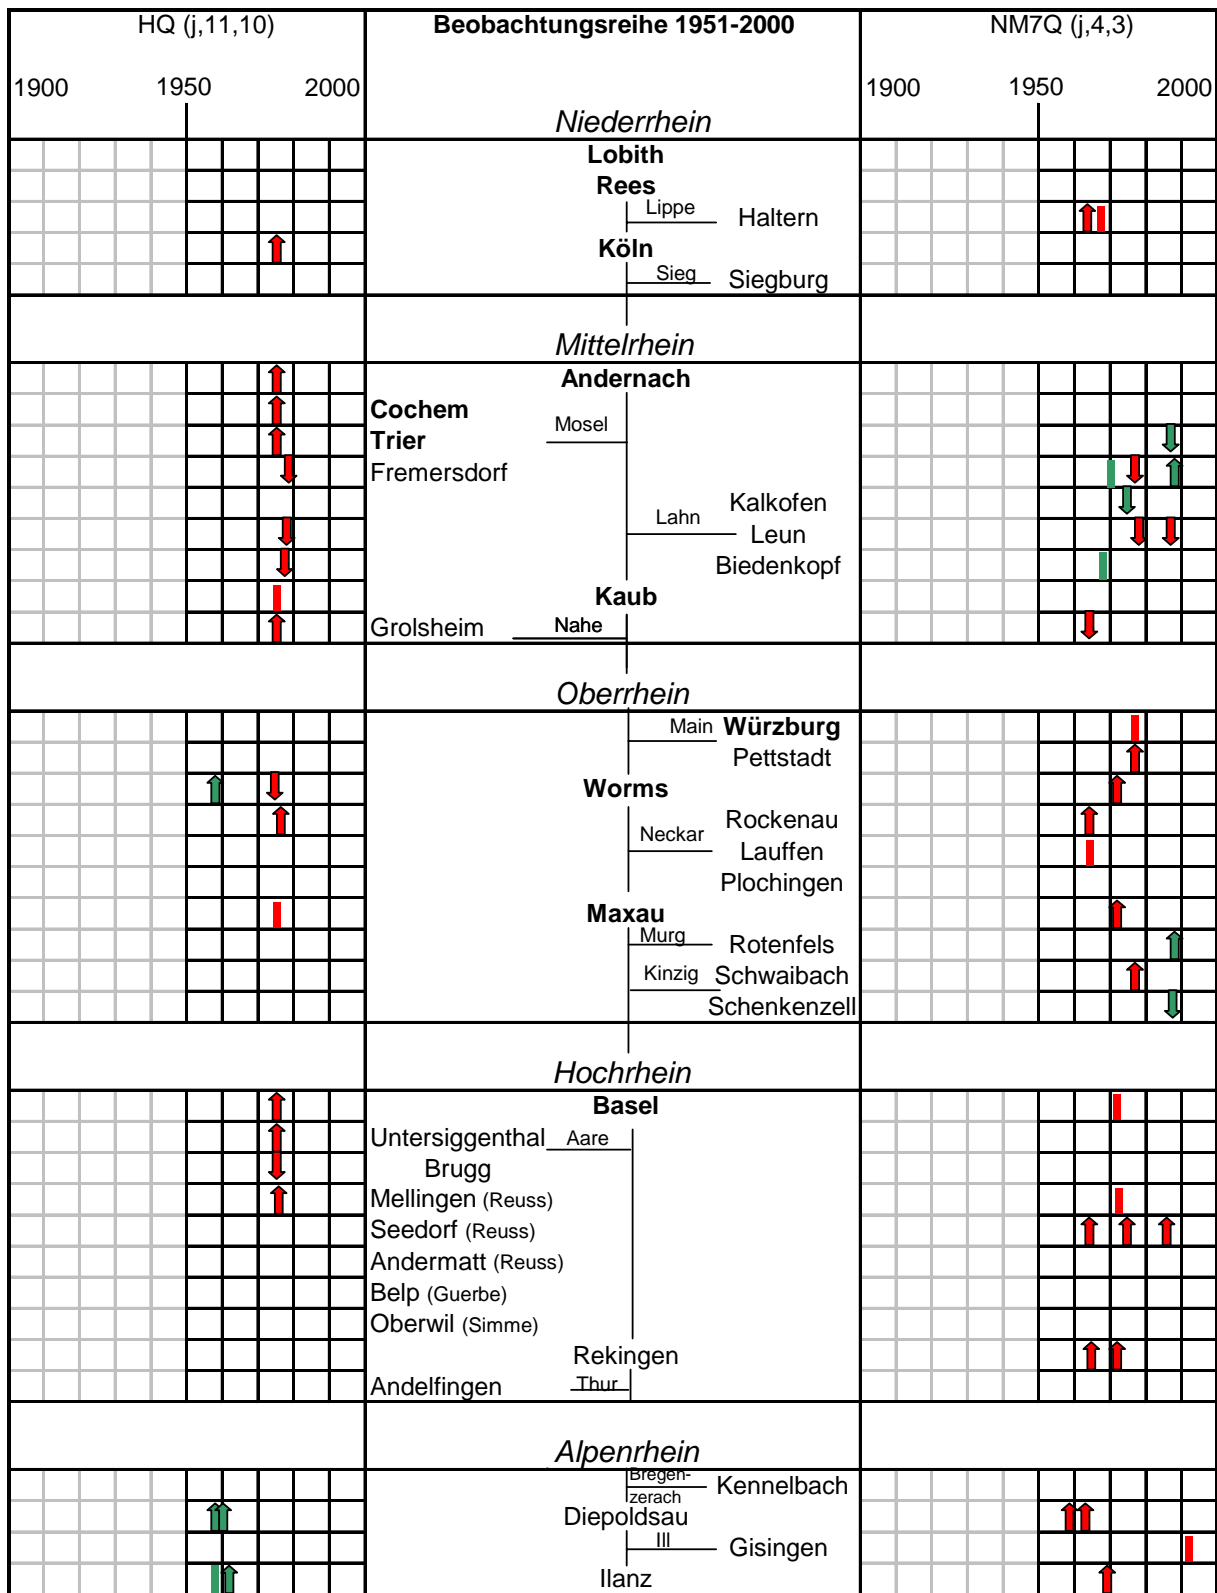 HQ (j,11,10) Beobachtungsreihe 1951-2000 NM7Q (j,4,3)
1900 1950 2000 1900 1950 2000
Niederrhein
Lobith
Rees
Lippe Haltern
Köln
Sieg Siegburg
Mittelrhein
Andernach
Cochem
Mosel
Trier
Fremersdorf
Kalkofen
Lahn Leun
Biedenkopf
Kaub
Grolsheim Nahe
Oberrhein
Main Würzburg
Pettstadt
Worms
Rockenau
Neckar Lauffen
Plochingen
Maxau
Murg Rotenfels
Kinzig Schwaibach
Schenkenzell
Hochrhein
Basel
Untersiggenthal Aare
Brugg
Mellingen (Reuss)
Seedorf (Reuss)
Andermatt (Reuss)
Belp (Guerbe)
Oberwil (Simme)
Rekingen
Andelfingen Thur
Alpenrhein
Bregen-
zerach Kennelbach
Diepoldsau
Ill Gisingen
Ilanz